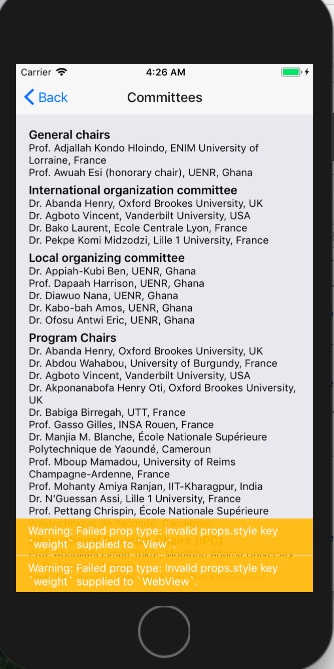 Carrier 4:26 AM
Back Committees
General chairs
Prof. Adjallah Kondo Hloindo, ENIM University of
Lorraine, France
Prof. Awuah Esi (honorary chair), UENR, Ghana
International organization committee
Dr. Abanda Henry, Oxford Brookes University, UK
Dr. Agboto Vincent, Vanderbilt University, USA
Dr. Bako Laurent, Ecole Centrale Lyon, France
Dr. Pekpe Komi Midzodzi, Lille 1 University, France
Local organizing committee
Dr. Appiah-Kubi Ben, UENR, Ghana
Prof. Dapaah Harrison, UENR, Ghana
Dr. Diawuo Nana, UENR, Ghana
Dr. Kabo-bah Amos, UENR, Ghana
Dr. Ofosu Antwi Eric, UENR, Ghana
Program Chairs
Dr. Abanda Henry, Oxford Brookes University, UK
Dr. Abdou Wahabou, University of Burgundy, France
Dr. Agboto Vincent, Vanderbilt University, USA
Dr. Akponanabofa Henry Oti, Oxford Brookes University,
UK
Dr. Babiga Birregah, UTT, France
Prof. Gasso Gilles, INSA Rouen, France
Dr. Manjia M. Blanche, École Nationale Supérieure
Polytechnique de Yaoundé, Cameroun
Prof. Mboup Mamadou, University of Reims
Champagne-Ardenne, France
Prof. Mohanty Amiya Ranjan, IIT-Kharagpur, India
Dr. N'Guessan Assi, Lille 1 University, France
Prof. Pettang Chrispin, École Nationale Supérieure
Warning: Failed prop type: Invalid props.style key
`weight` supplied to `View`.
Warning: Failed prop type: Invalid props.style key
`weight` supplied to `WebView`.